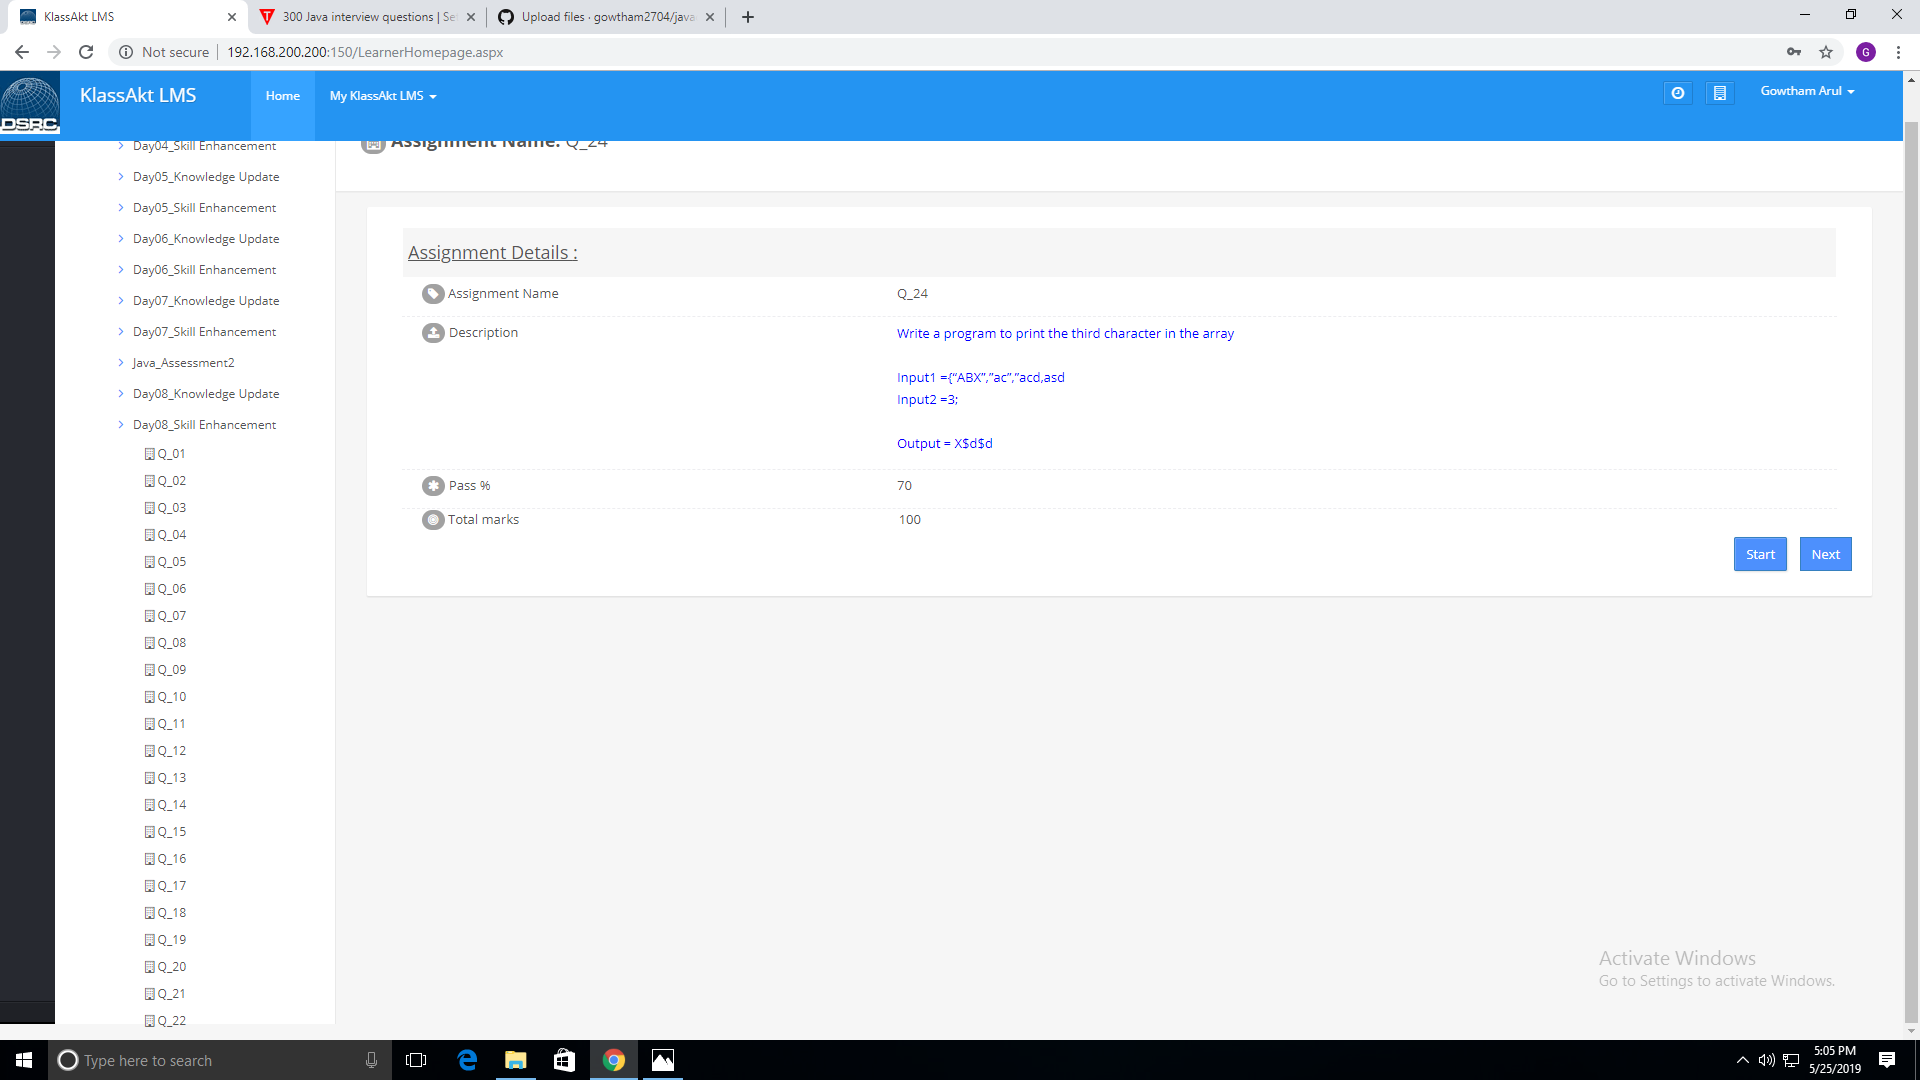 KlassAkt LMS
300 Java interview questions | Se
Upload files · gowtham2704/java
Not secure
192.168.200.200:150/LearnerHomepage.aspx
G
DSRC
KlassAkt LMS
Home
My KlassAkt LMS
Gowtham Arul
Day04_Skill Enhancement
Day05_Knowledge Update
Day05_Skill Enhancement
Day06_Knowledge Update
Day06_Skill Enhancement
Day07_Knowledge Update
Day07_Skill Enhancement
Java_Assessment2
Day08_Knowledge Update
Day08_Skill Enhancement
Q_01
Q_02
Q_03
Q_04
Q_05
Q_06
Q_07
Q_08
Q_09
Q_10
Q_11
Q_12
Q_13
Q_14
Q_15
Q_16
Q_17
Q_18
Q_19
Q_20
Q_21
Q_22
Assignment Name: Q_24
Assignment Details :
Assignment Name
Q_24
Description
Write a program to print the third character in the array
Input1 ={“ABX”,”ac”,”acd,asd
Input2 =3;
Output = X$d$d
Pass %
70
Total marks
100
Start
Next
Activate Windows
Go to Settings to activate Windows.
Type here to search
5:05 PM
5/25/2019